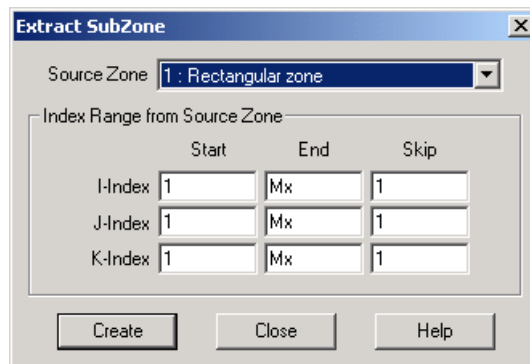 Extract SubZone
Source Zone 1 : Rectangular zone
Index Range from Source Zone
Start End Skip
I-Index 1 Mx 1
J-Index 1 Mx 1
K-Index 1 Mx 1
Create Close Help